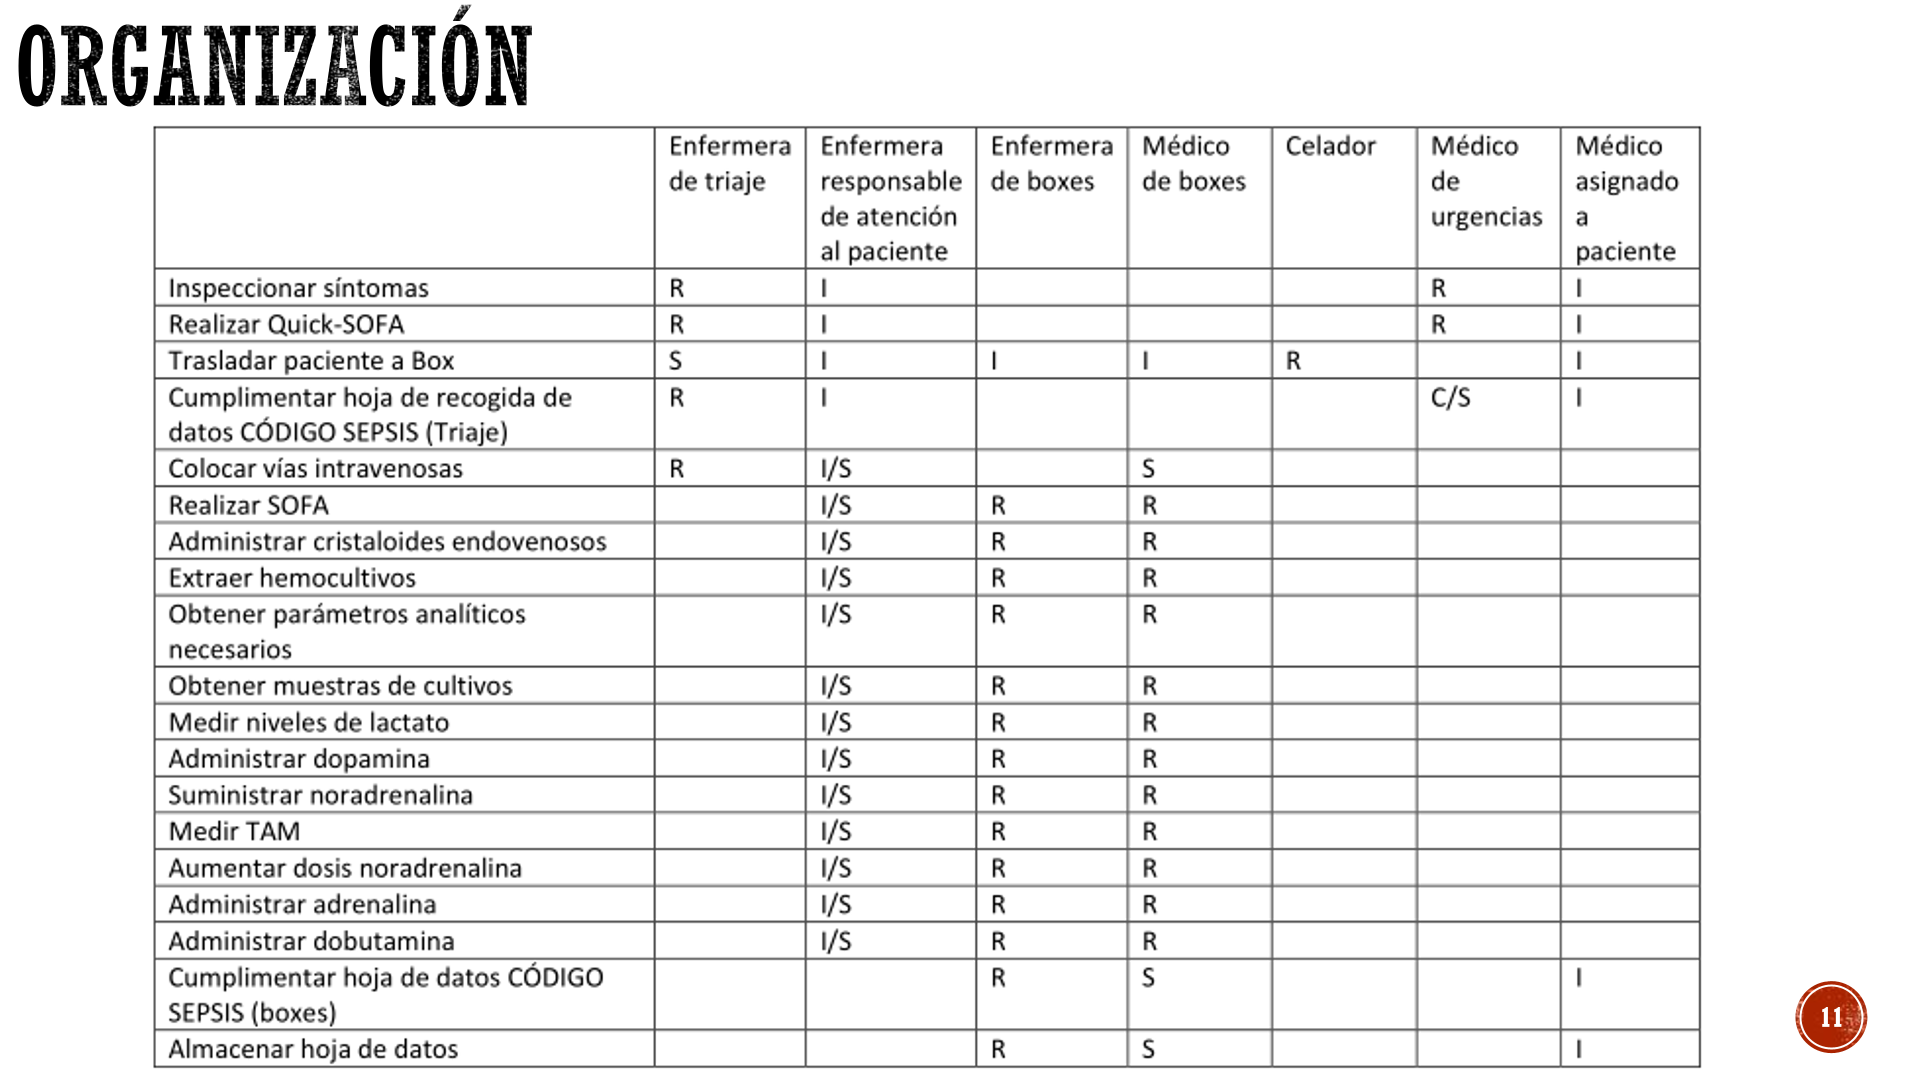 ORGANIZACIÓN
Enfermera de triaje | Enfermera responsable de atención al paciente | Enfermera de boxes | Médico de boxes | Celador | Médico de urgencias | Médico asignado a paciente
Inspeccionar síntomas | R | I | | | | R | I
Realizar Quick-SOFA | R | I | | | | R | I
Trasladar paciente a Box | S | I | I | I | R | | I
Cumplimentar hoja de recogida de datos CÓDIGO SEPSIS (Triaje) | R | I | | | | C/S | I
Colocar vías intravenosas | R | I/S | | S | | |
Realizar SOFA | | I/S | R | R | | |
Administrar cristaloides endovenosos | | I/S | R | R | | |
Extraer hemocultivos | | I/S | R | R | | |
Obtener parámetros analíticos necesarios | | I/S | R | R | | |
Obtener muestras de cultivos | | I/S | R | R | | |
Medir niveles de lactato | | I/S | R | R | | |
Administrar dopamina | | I/S | R | R | | |
Suministrar noradrenalina | | I/S | R | R | | |
Medir TAM | | I/S | R | R | | |
Aumentar dosis noradrenalina | | I/S | R | R | | |
Administrar adrenalina | | I/S | R | R | | |
Administrar dobutamina | | I/S | R | R | | |
Cumplimentar hoja de datos CÓDIGO SEPSIS (boxes) | | | R | S | | | I
Almacenar hoja de datos | | | R | S | | | I
11